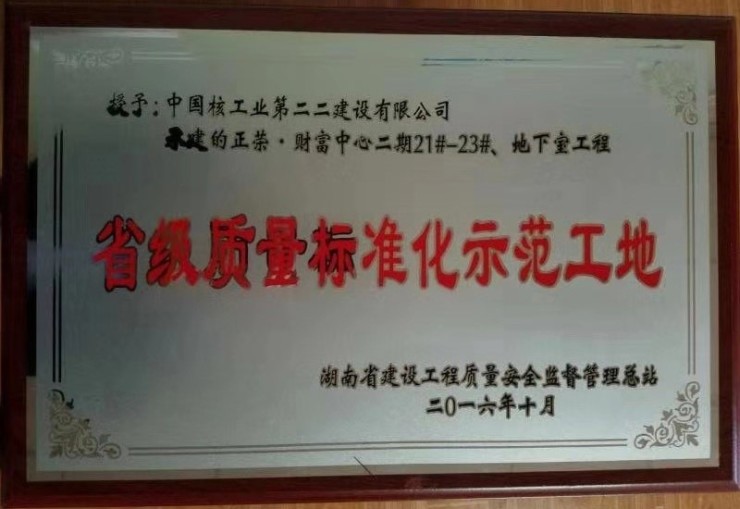 授予：中国核工业第二二建设有限公司
承建的正荣·财富中心二期21#-23#、地下室工程
省级质量标准化示范工地
湖南省建设工程质量安全监督管理总站
二0一六年十月